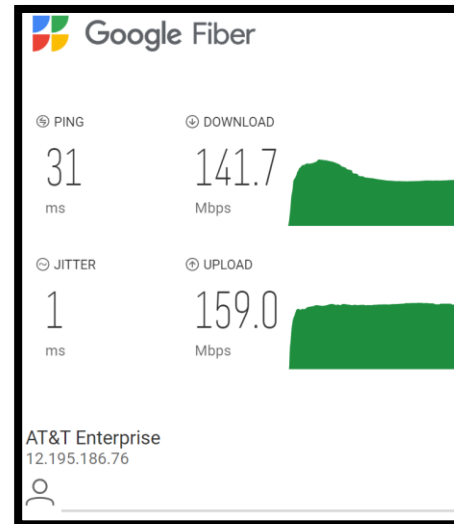 Google Fiber
PING
31
ms
DOWNLOAD
141.7
Mbps
JITTER
1
ms
UPLOAD
159.0
Mbps
AT&T Enterprise
12.195.186.76